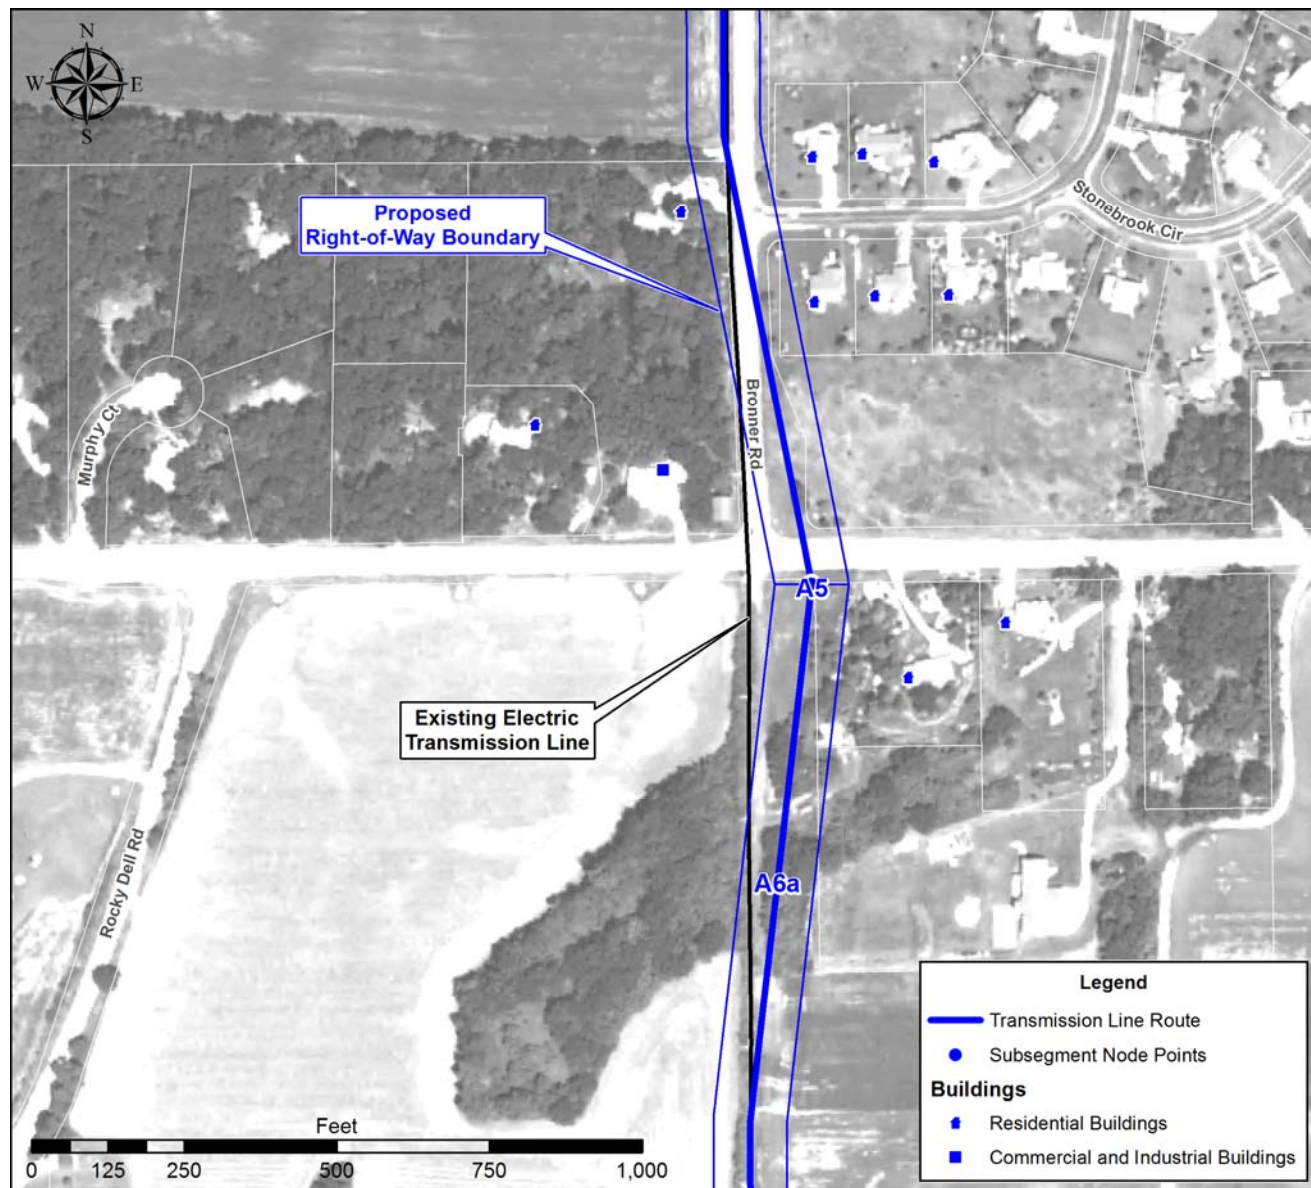 N
W E
S
Proposed
Right-of-Way Boundary
Stonebrook Cir
Bronner Rd
Murphy Ct
A5
Existing Electric
Transmission Line
A6a
Rocky Dell Rd
Feet
0 125 250 500 750 1,000
Legend
Transmission Line Route
Subsegment Node Points
Buildings
Residential Buildings
Commercial and Industrial Buildings